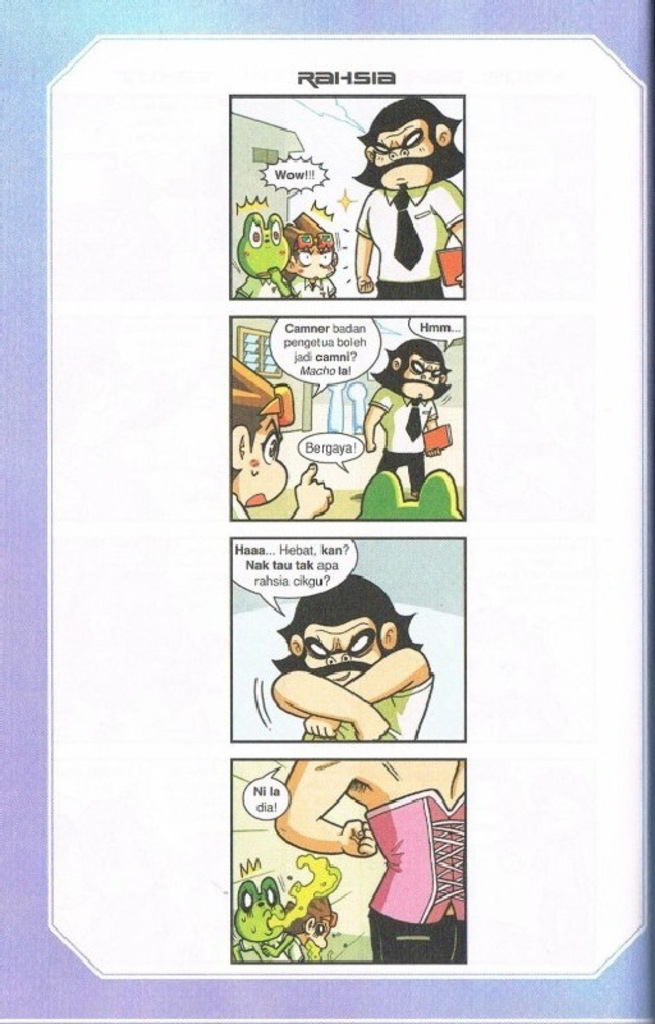 RAHSIA
Wow!!!
Camner badan
pengetua boleh
jadi camni?
Macho la!
Hmm...
Bergaya!
Haaa... Hebat, kan?
Nak tau tak apa
rahsia cikgu?
Ni la
dia!